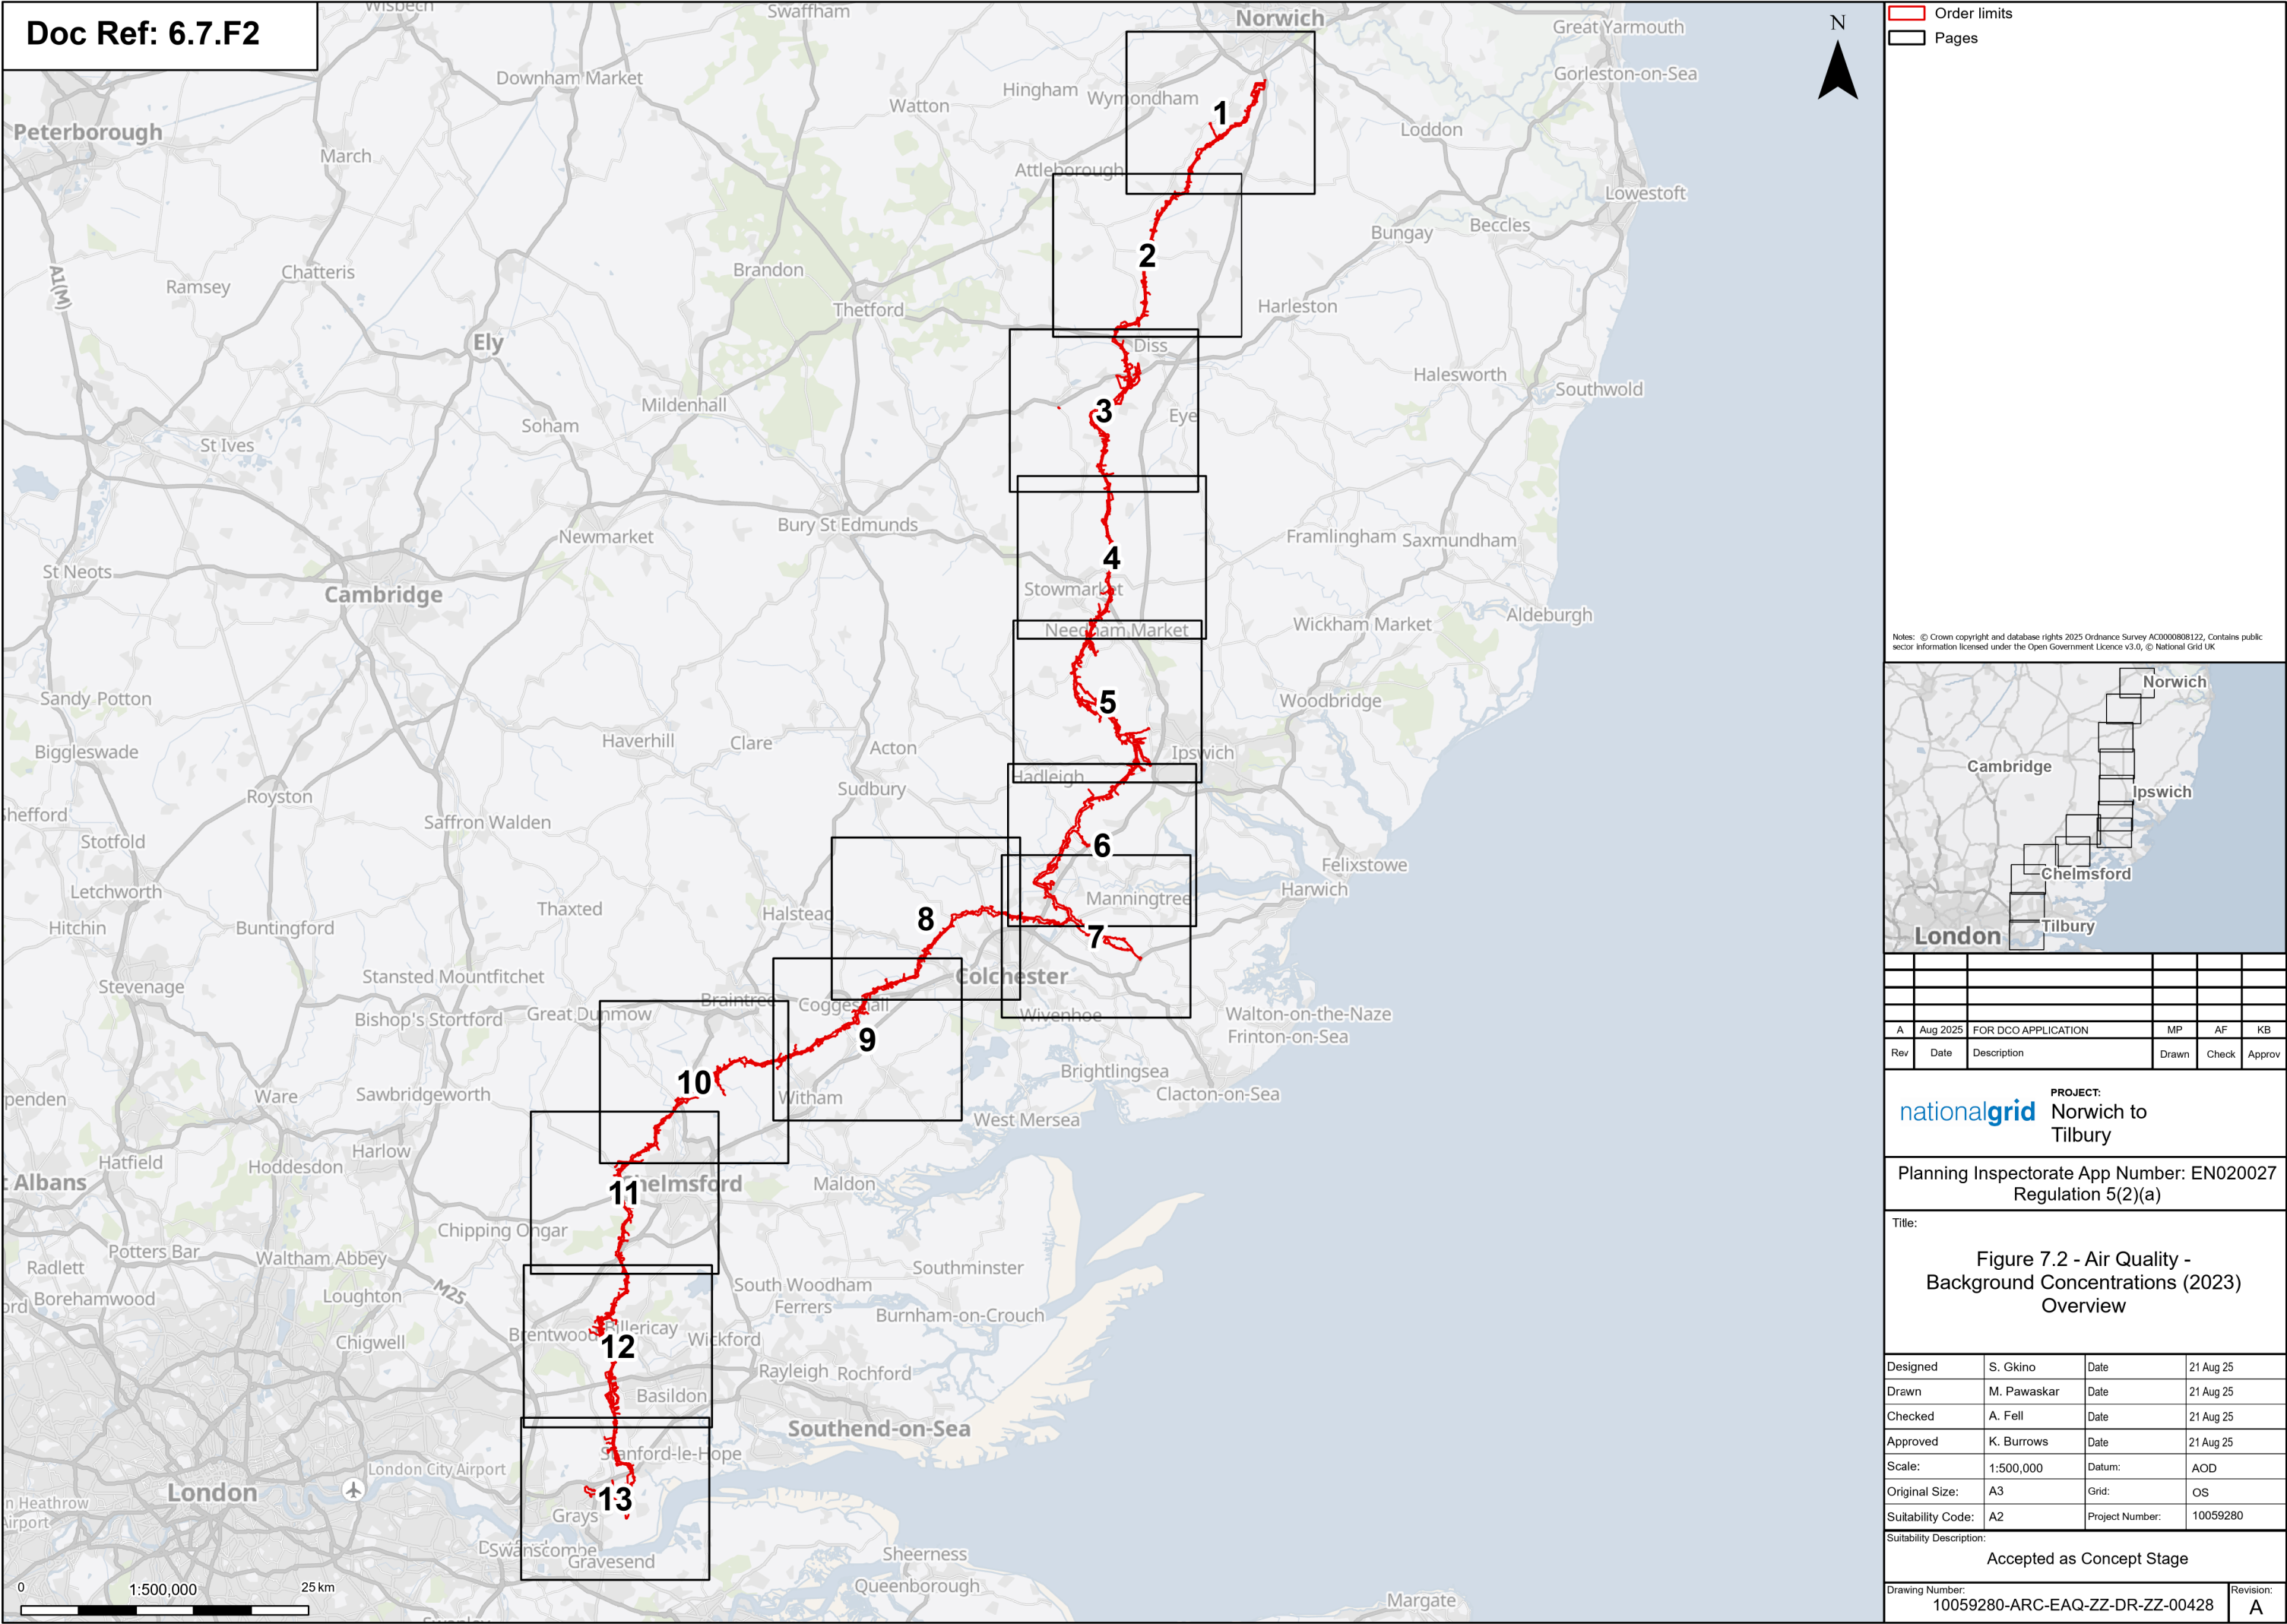 Doc Ref: 6.7.F2
Wisbech
Swaffham
Norwich
Great Yarmouth
N
Downham Market
Gorleston-on-Sea
Hingham
Wymondham
Watton
1
Peterborough
Loddon
March
Attleborough
Lowestoft
Beccles
Bungay
2
A1(M)
Chatteris
Brandon
Ramsey
Thetford
Harleston
Ely
Diss
Halesworth
Southwold
Mildenhall
3
Eye
Soham
St Ives
Bury St Edmunds
Newmarket
Framlingham
Saxmundham
4
St Neots
Stowmarket
Cambridge
Aldeburgh
Wickham Market
Needham Market
Sandy Potton
5
Woodbridge
Haverhill
Clare
Acton
Ipswich
Biggleswade
Hadleigh
Sudbury
Royston
Shefford
Saffron Walden
Stotfold
6
Felixstowe
Letchworth
Harwich
Manningtree
Thaxted
Halstead
8
Hitchin
Buntingford
7
Stansted Mountfitchet
Colchester
Stevenage
Braintree
Coggeshall
Great Dunmow
Wivenhoe
Walton-on-the-Naze
Bishop's Stortford
Frinton-on-Sea
9
Brightlingsea
10
Ware
Sawbridgeworth
Witham
Clacton-on-Sea
penden
West Mersea
Harlow
Hatfield
Hoddesdon
t Albans
11
helmsford
Maldon
Chipping Ongar
Potters Bar
Waltham Abbey
Radlett
Southminster
South Woodham
Ferrers
M25
Loughton
ord
Borehamwood
Burnham-on-Crouch
Brentwood
Billericay
Wickford
Chigwell
12
Rayleigh
Rochford
Basildon
Southend-on-Sea
Stanford-le-Hope
London City Airport
London
13
n Heathrow
Airport
Grays
Swanscombe
Gravesend
Sheerness
Queenborough
Margate
Swanley
0
1:500,000
25 km
Order limits
Pages
Notes: © Crown copyright and database rights 2025 Ordnance Survey AC0000808122, Contains public
sector information licensed under the Open Government Licence v3.0, © National Grid UK
Norwich
Cambridge
Ipswich
Chelmsford
Tilbury
London
A Aug 2025 FOR DCO APPLICATION MP AF KB
Rev Date Description Drawn Check Approv
nationalgrid
PROJECT:
Norwich to
Tilbury
Planning Inspectorate App Number: EN020027
Regulation 5(2)(a)
Title:
Figure 7.2 - Air Quality -
Background Concentrations (2023)
Overview
Designed S. Gkino Date 21 Aug 25
Drawn M. Pawaskar Date 21 Aug 25
Checked A. Fell Date 21 Aug 25
Approved K. Burrows Date 21 Aug 25
Scale: 1:500,000 Datum: AOD
Original Size: A3 Grid: OS
Suitability Code: A2 Project Number: 10059280
Suitability Description:
Accepted as Concept Stage
Drawing Number:
10059280-ARC-EAQ-ZZ-DR-ZZ-00428
Revision:
A